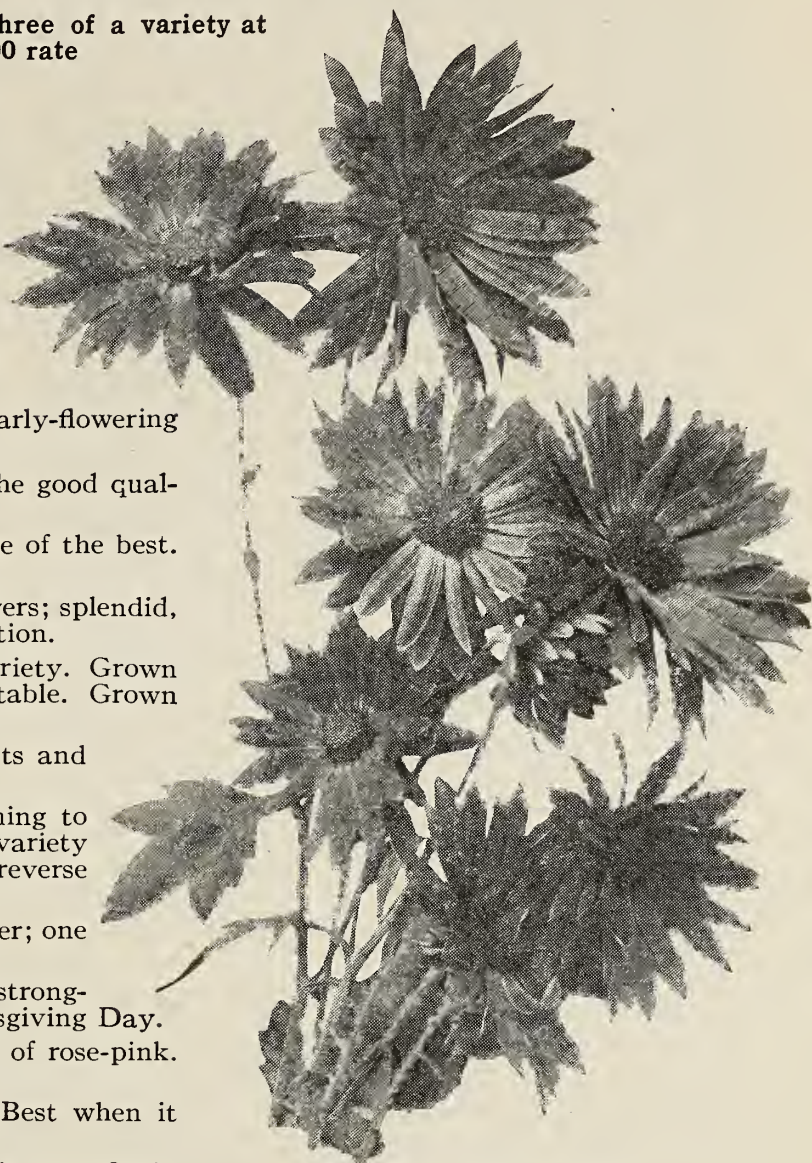 hree of a variety at
0 rate
arly-flowering
he good qual-
e of the best.
ers; splendid,
tion.
riety. Grown
table. Grown
ts and
ning to
variety
reverse
er; one
strong-
sgiving Day.
of rose-pink.
Best when it